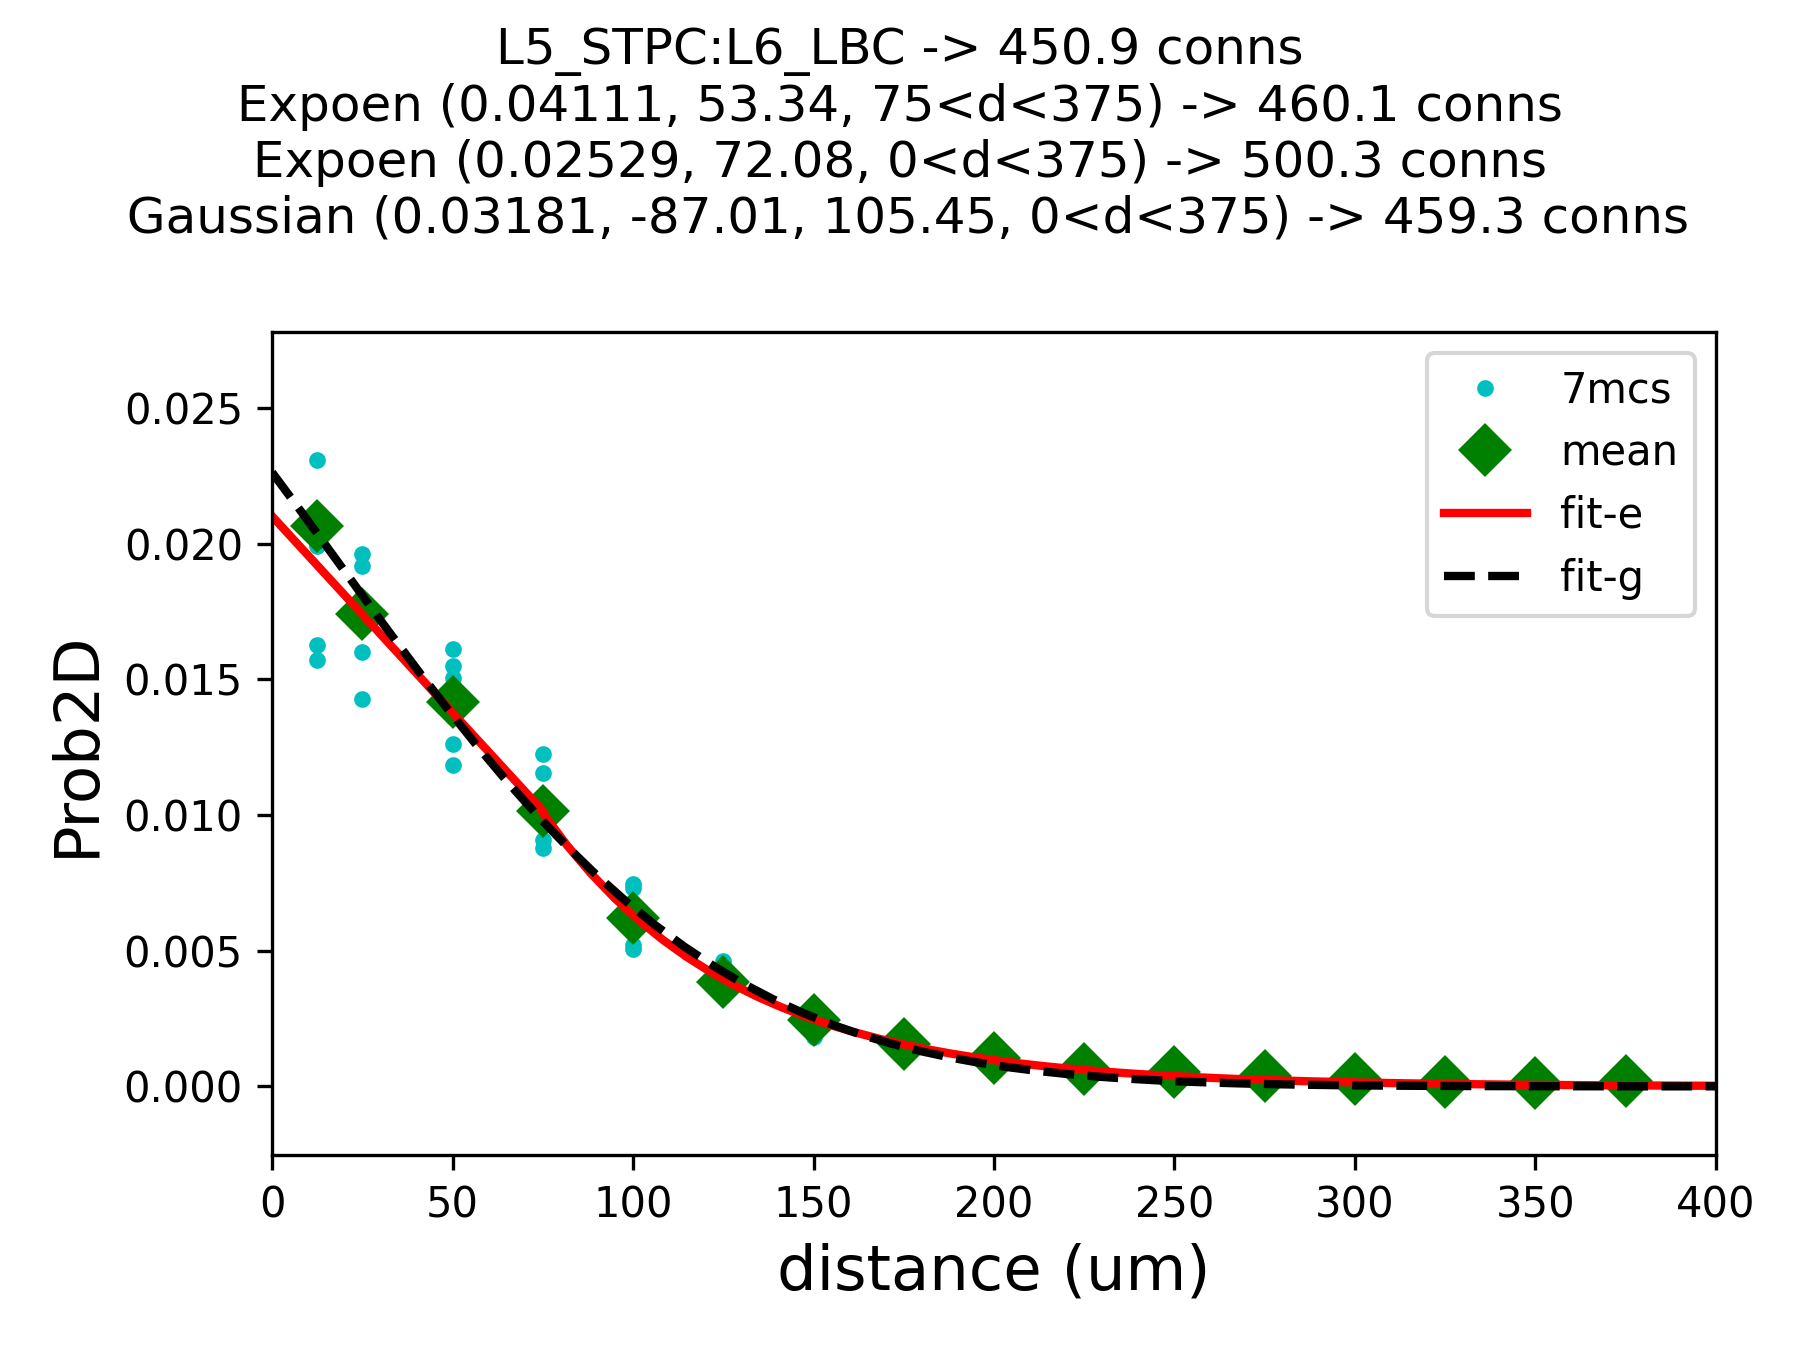 L5_STPC:L6_LBC -> 450.9 conns
Expoen (0.04111, 53.34, 75<d<375) -> 460.1 conns
Expoen (0.02529, 72.08, 0<d<375) -> 500.3 conns
Gaussian (0.03181, -87.01, 105.45, 0<d<375) -> 459.3 conns
7mcs
mean
fit-e
fit-g
Prob2D
0.025
0.020
0.015
0.010
0.005
0.000
0 50 100 150 200 250 300 350 400
distance (um)